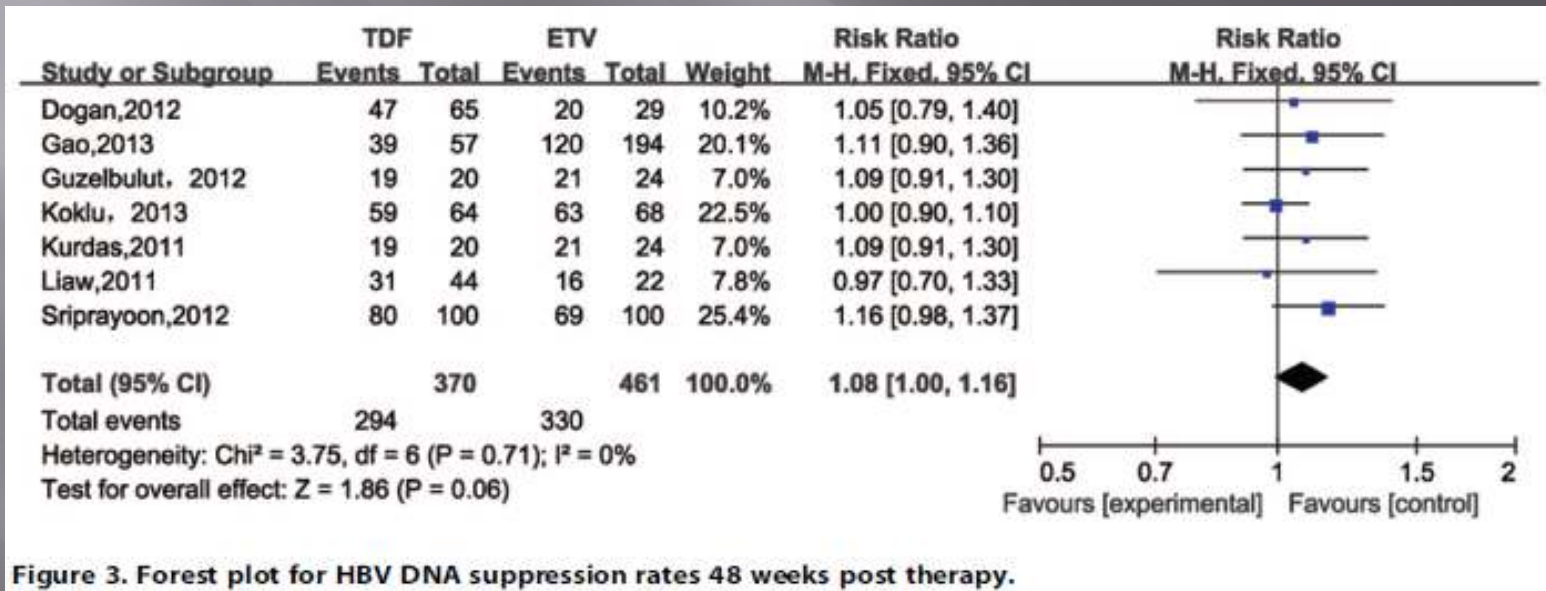 TDF ETV Risk Ratio Risk Ratio
Study or Subgroup Events Total Events Total Weight M-H, Fixed, 95% CI M-H, Fixed, 95% CI
Dogan,2012 47 65 20 29 10.2% 1.05 [0.79, 1.40]
Gao,2013 39 57 120 194 20.1% 1.11 [0.90, 1.36]
Guzelbulut, 2012 19 20 21 24 7.0% 1.09 [0.91, 1.30]
Koklu, 2013 59 64 63 68 22.5% 1.00 [0.90, 1.10]
Kurdas,2011 19 20 21 24 7.0% 1.09 [0.91, 1.30]
Liaw,2011 31 44 16 22 7.8% 0.97 [0.70, 1.33]
Sriprayoon,2012 80 100 69 100 25.4% 1.16 [0.98, 1.37]
Total (95% CI) 370 461 100.0% 1.08 [1.00, 1.16]
Total events 294 330
Heterogeneity: Chi² = 3.75, df = 6 (P = 0.71); I² = 0%
Test for overall effect: Z = 1.86 (P = 0.06)
0.5 0.7 1 1.5 2
Favours [experimental] Favours [control]
Figure 3. Forest plot for HBV DNA suppression rates 48 weeks post therapy.